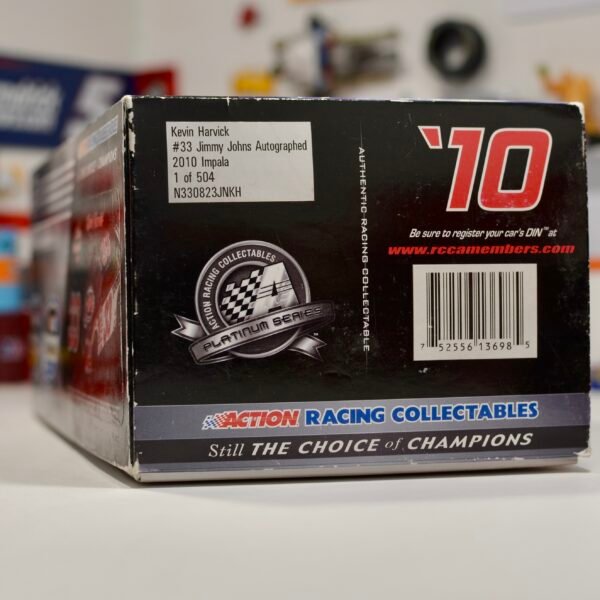 Kevin Harvick
#33 Jimmy Johns Autographed
2010 Impala
1 of 504
N330823JNKH
AUTHENTIC RACING COLLECTABLE
'10
Be sure to register your car's DIN™ at
www.rccamembers.com
ACTION RACING COLLECTABLES
A
PLATINUM SERIES
7 52556 13698 5
ACTION RACING COLLECTABLES
Still THE CHOICE of CHAMPIONS
5